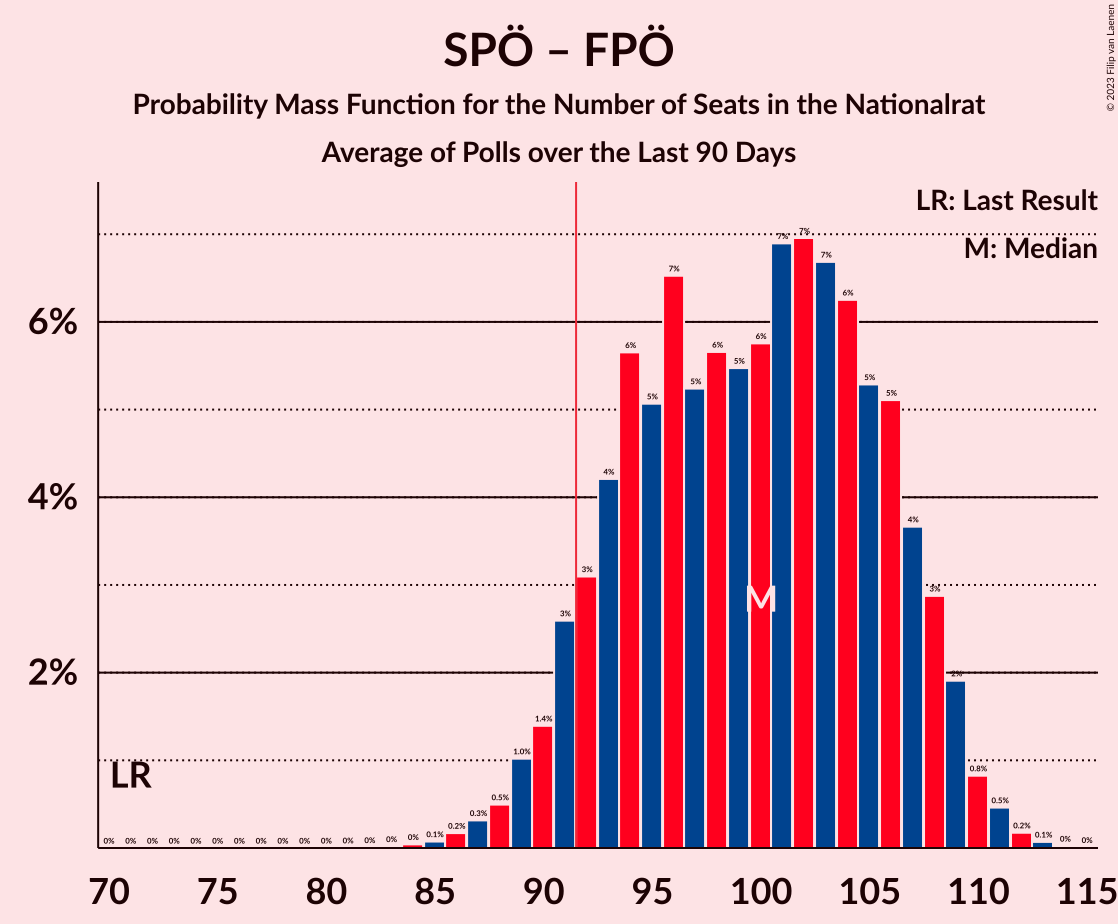 SPÖ – FPÖ
Probability Mass Function for the Number of Seats in the Nationalrat
Average of Polls over the Last 90 Days
© 2023 Filip van Laenen
LR: Last Result
M: Median
6%
4%
2%
LR
M
0% 0% 0% 0% 0% 0% 0% 0% 0% 0% 0% 0% 0% 0% 0% 0.1% 0.2% 0.3% 0.5% 1.0% 1.4% 3% 3% 4% 6% 5% 7% 5% 6% 5% 6% 7% 7% 7% 6% 5% 5% 4% 3% 2% 0.8% 0.5% 0.2% 0.1% 0% 0%
70 75 80 85 90 95 100 105 110 115